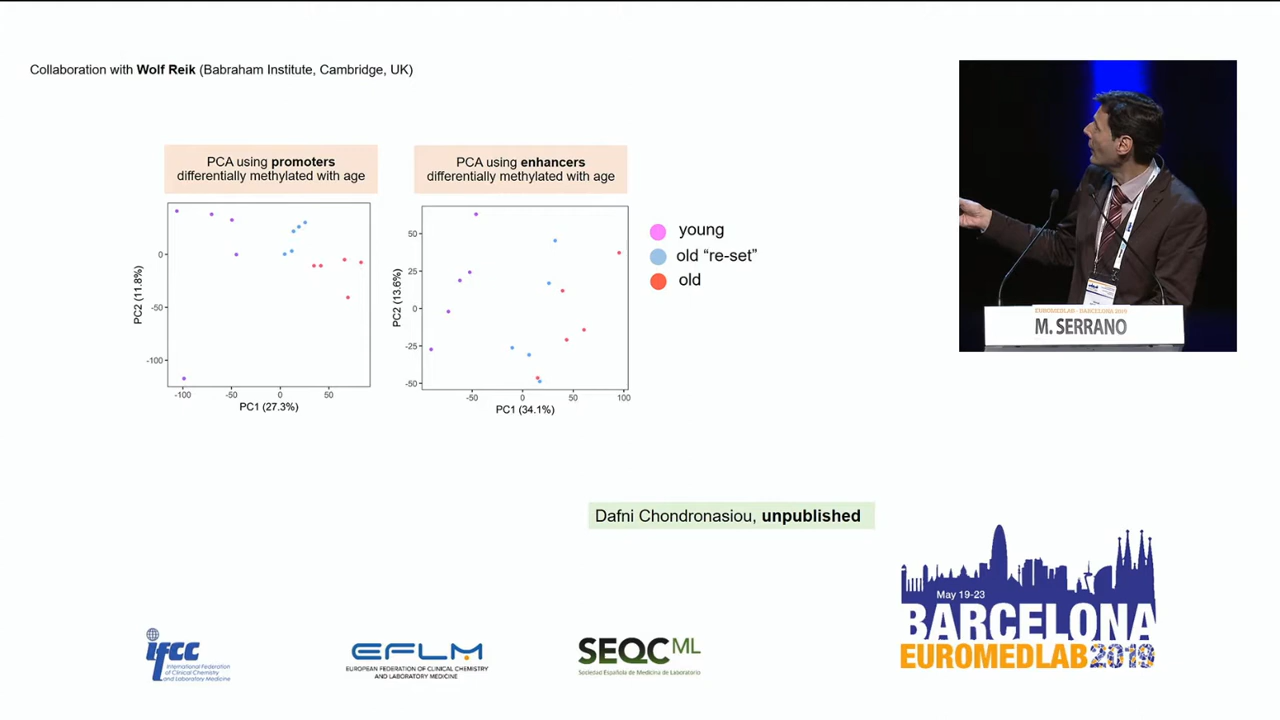 Collaboration with Wolf Reik (Babraham Institute, Cambridge, UK)
PCA using promoters
differentially methylated with age
PCA using enhancers
differentially methylated with age
0
-50
-100
PC2 (11.8%)
-100
-50
0
50
PC1 (27.3%)
50
25
0
-25
-50
PC2 (13.6%)
-50
0
50
100
PC1 (34.1%)
young
old “re-set”
old
EUROMEDLAB - BARCELONA 2019
M. SERRANO
Dafni Chondronasiou, unpublished
May 19-23
BARCELONA
EUROMEDLAB 2019
ifcc
International Federation
of Clinical Chemistry
and Laboratory Medicine
EFLM
EUROPEAN FEDERATION OF CLINICAL CHEMISTRY
AND LABORATORY MEDICINE
SEQC ML
Sociedad Española de Medicina de Laboratorio